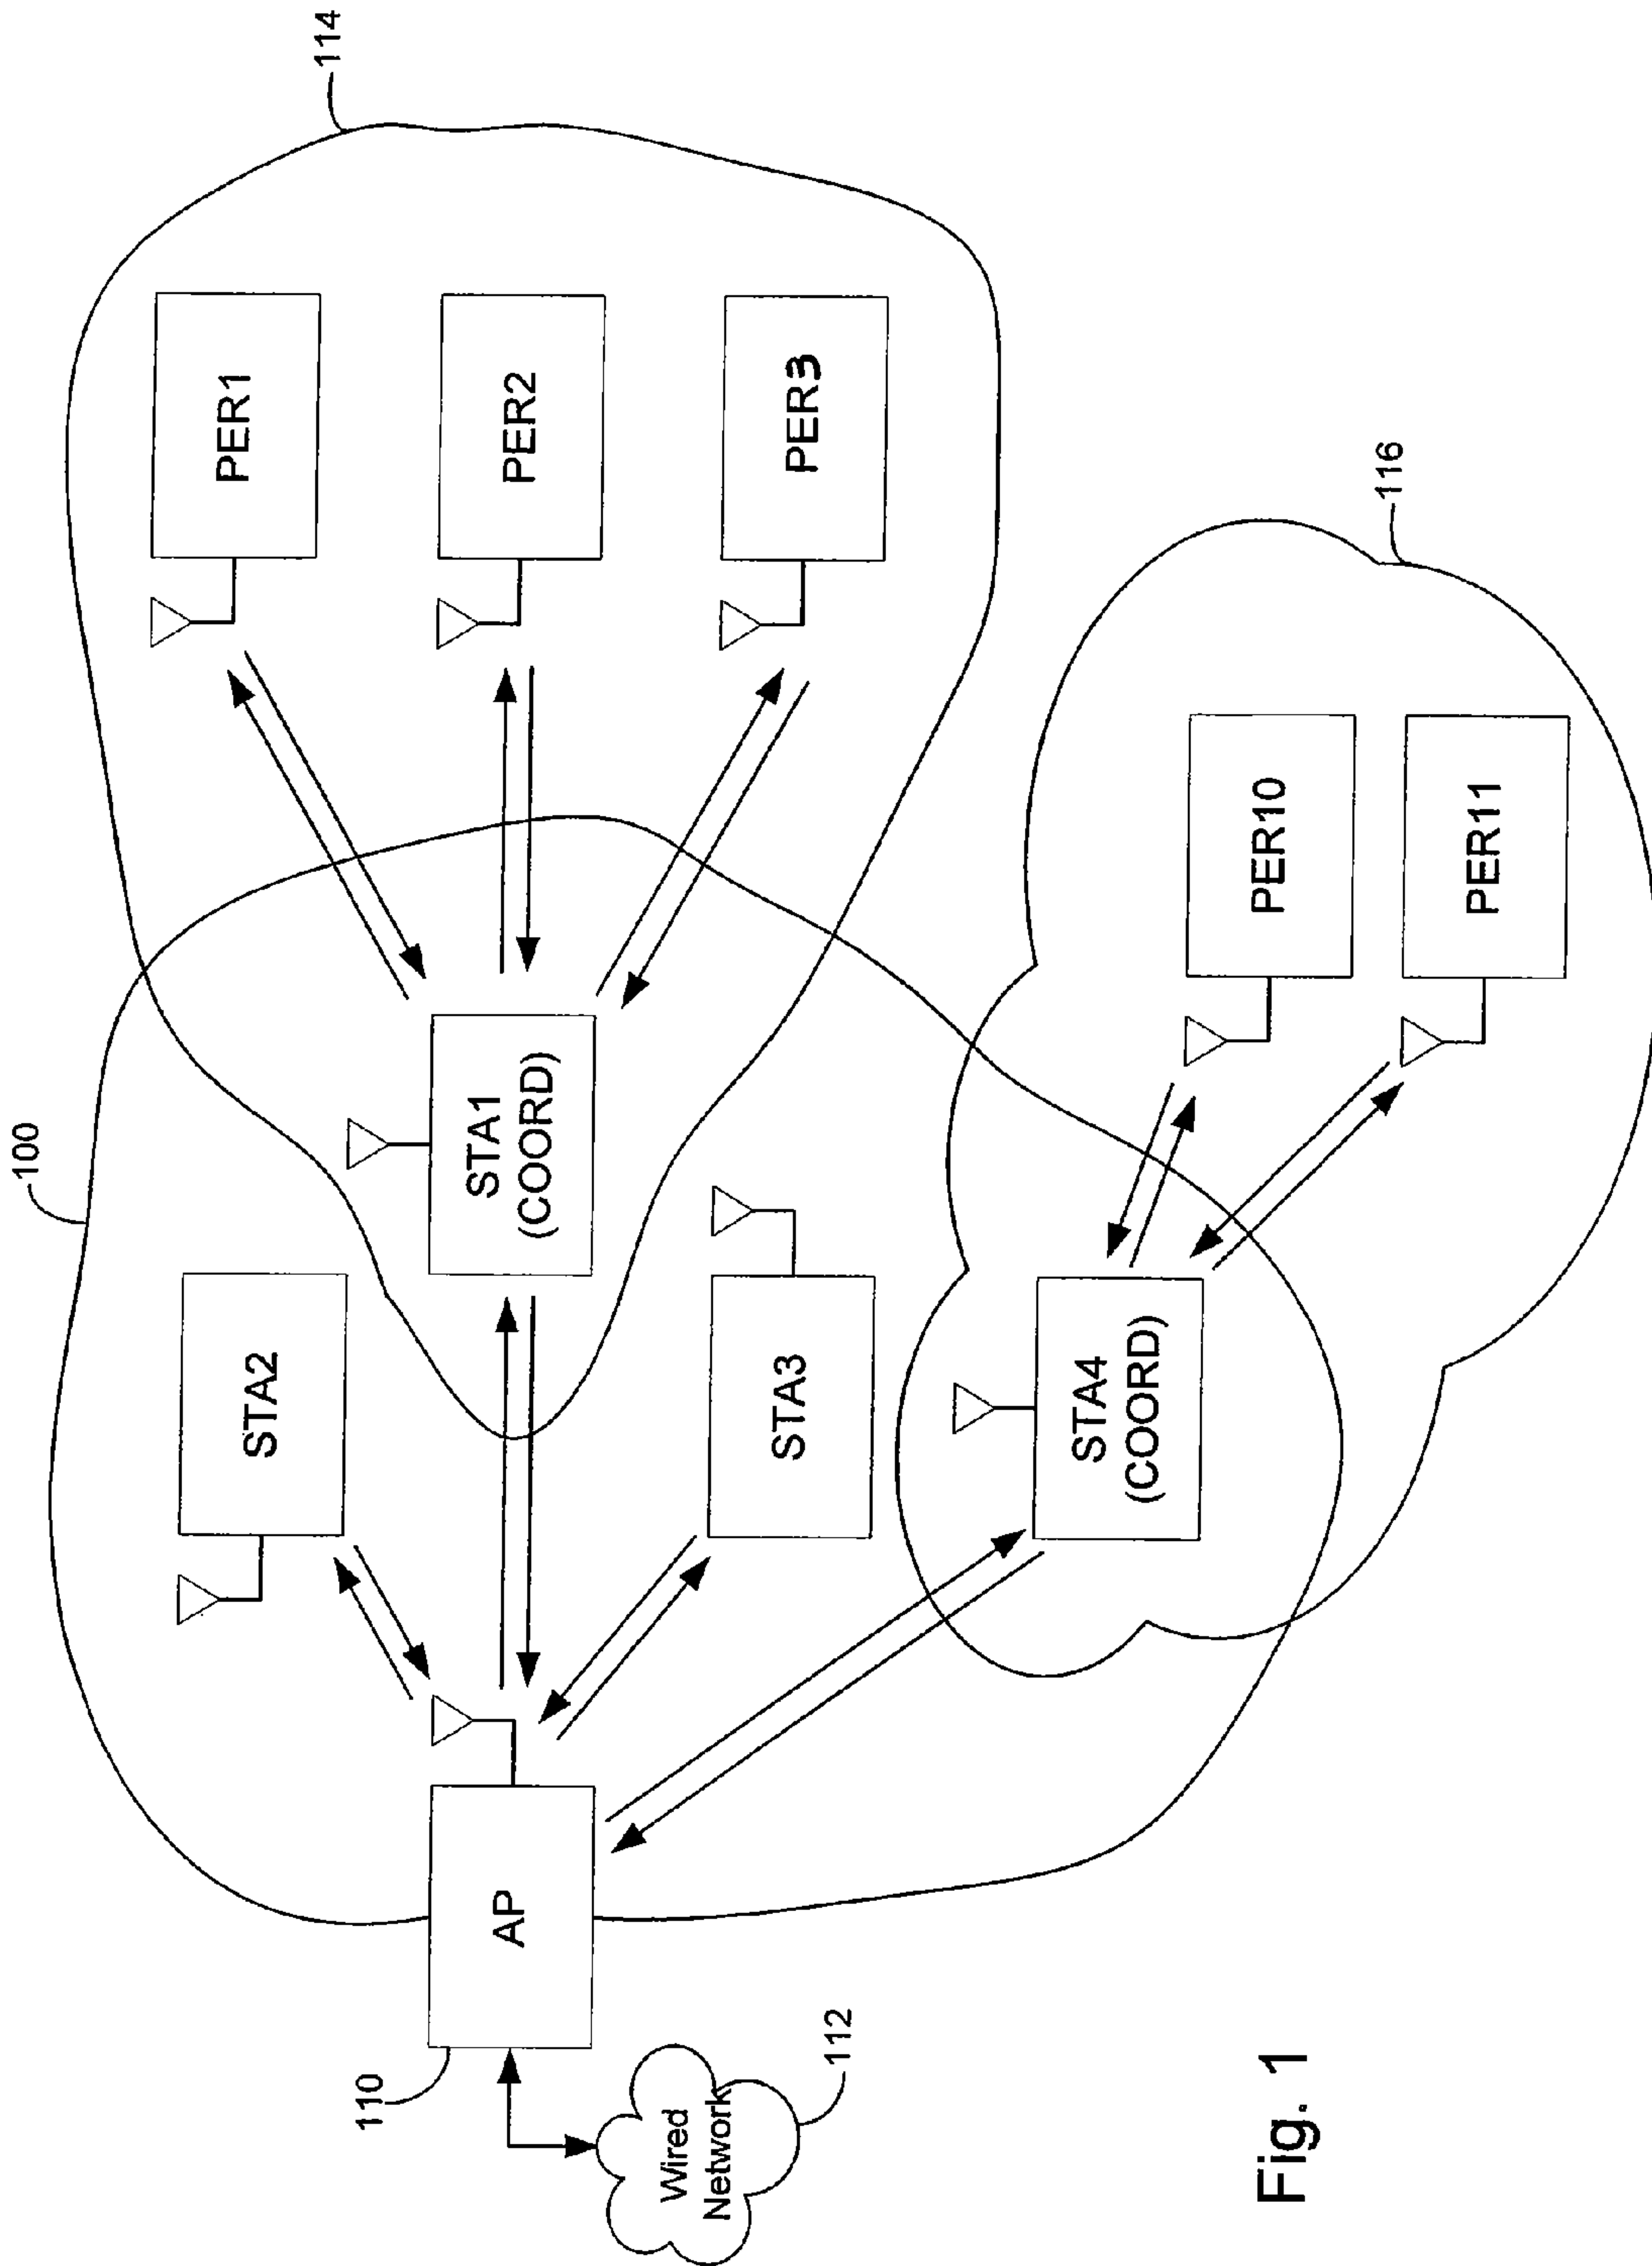 100
114
STA2
PER1
110
AP
STA1
(COORD)
PER2
Wired
Network
112
STA3
PER3
STA4
(COORD)
PER10
116
PER11
Fig. 1